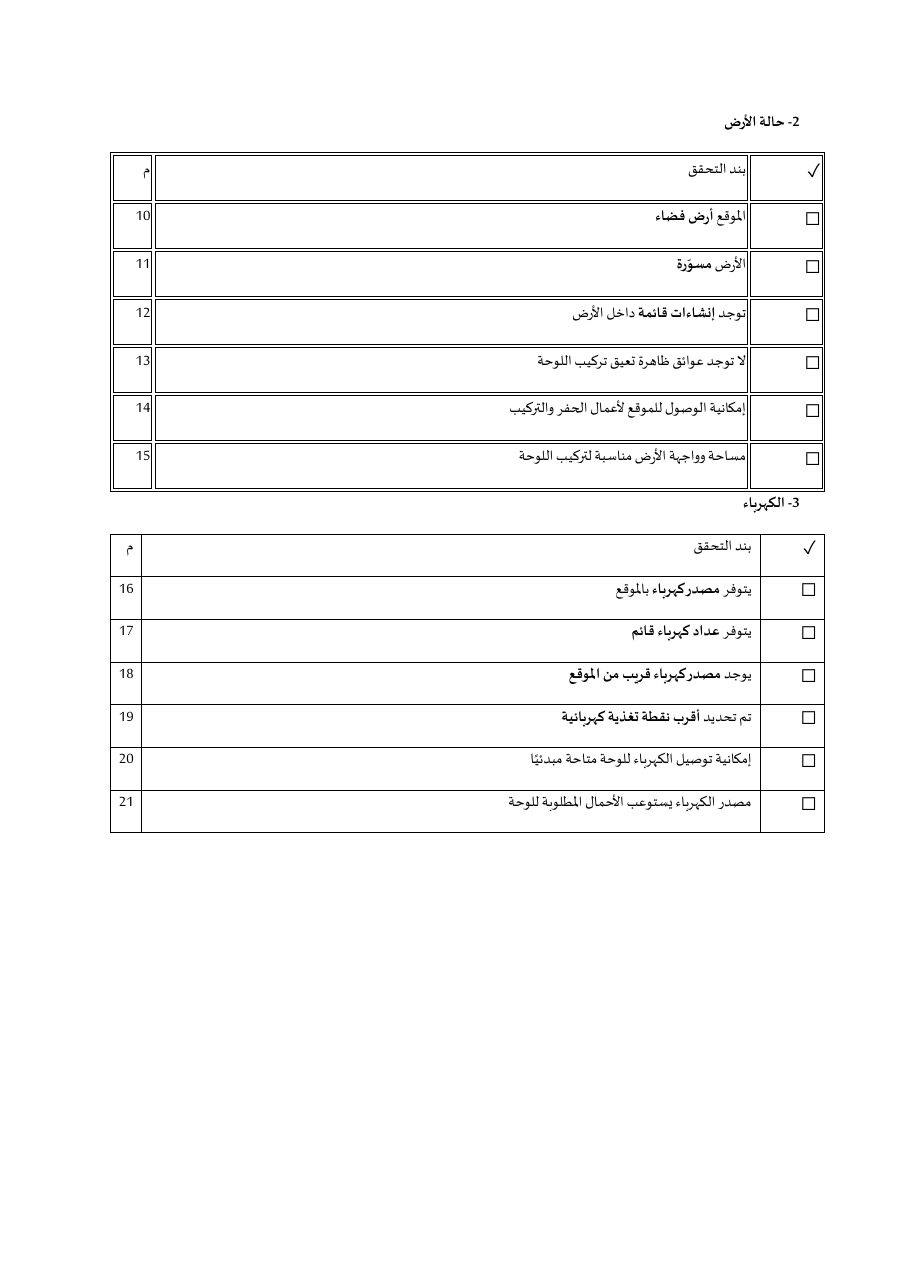 2- حالة الأرض
✓ بند التحقق م
☐ الموقع أرض فضاء 10
☐ الأرض مسوّرة 11
☐ توجد إنشاءات قائمة داخل الأرض 12
☐ لا توجد عوائق ظاهرة تعيق تركيب اللوحة 13
☐ إمكانية الوصول للموقع لأعمال الحفر والتركيب 14
☐ مساحة وواجهة الأرض مناسبة لتركيب اللوحة 15
3- الكهرباء
✓ بند التحقق م
☐ يتوفر مصدر كهرباء بالموقع 16
☐ يتوفر عداد كهرباء قائم 17
☐ يوجد مصدر كهرباء قريب من الموقع 18
☐ تم تحديد أقرب نقطة تغذية كهربائية 19
☐ إمكانية توصيل الكهرباء للوحة متاحة مبدئيًا 20
☐ مصدر الكهرباء يستوعب الأحمال المطلوبة للوحة 21